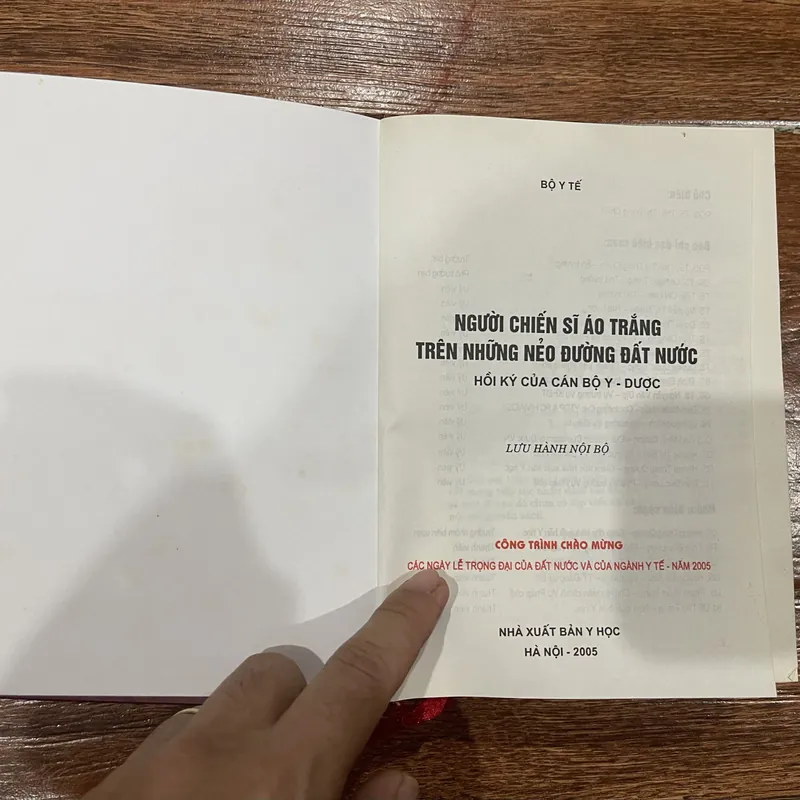 BỘ Y TẾ
NGƯỜI CHIẾN SĨ ÁO TRẮNG
TRÊN NHỮNG NẺO ĐƯỜNG ĐẤT NƯỚC
HỒI KÝ CỦA CÁN BỘ Y - DƯỢC
LƯU HÀNH NỘI BỘ
CÔNG TRÌNH CHÀO MỪNG
CÁC NGÀY LỄ TRỌNG ĐẠI CỦA ĐẤT NƯỚC VÀ CỦA NGÀNH Y TẾ - NĂM 2005
NHÀ XUẤT BẢN Y HỌC
HÀ NỘI - 2005